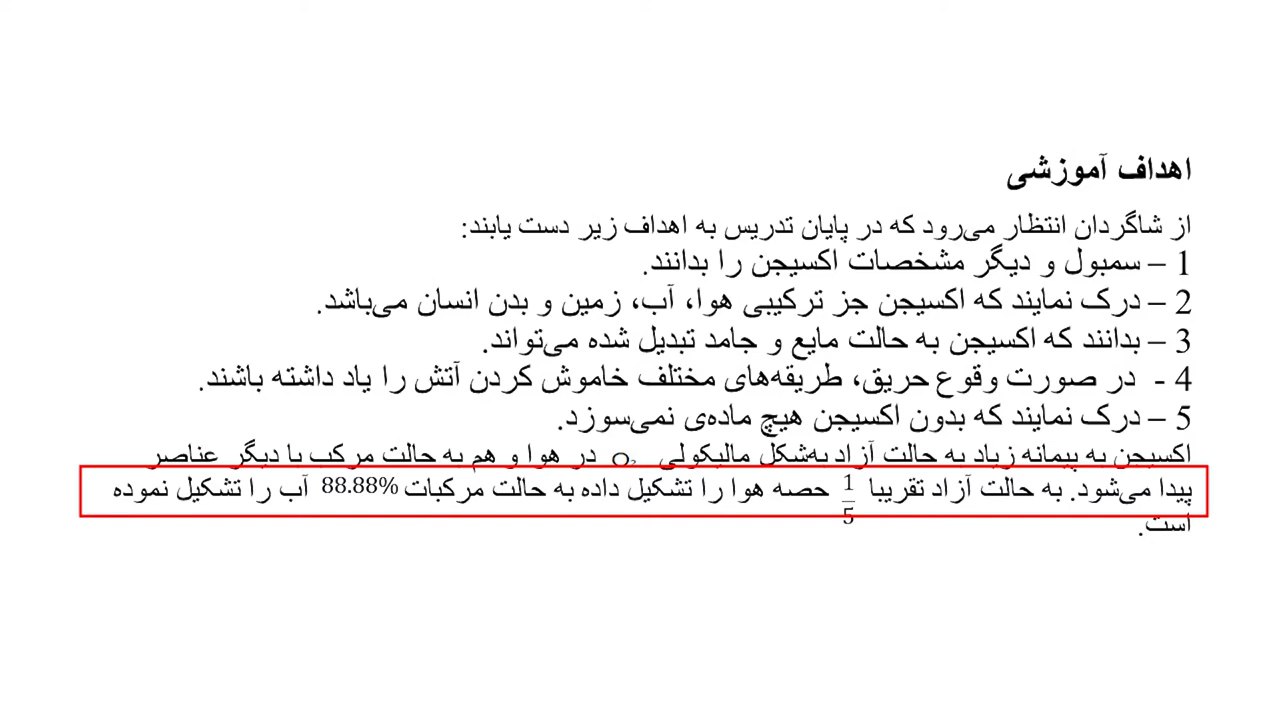 اهداف آموزشی
از شاگردان انتظار می‌رود که در پایان تدریس به اهداف زیر دست یابند:
1 – سمبول و دیگر مشخصات اکسیجن را بدانند.
2 – درک نمایند که اکسیجن جز ترکیبی هوا، آب، زمین و بدن انسان می‌باشد.
3 – بدانند که اکسیجن به حالت مایع و جامد تبدیل شده می‌تواند.
4 - در صورت وقوع حریق، طریقه‌های مختلف خاموش کردن آتش را یاد داشته باشند.
5 – درک نمایند که بدون اکسیجن هیچ ماده‌ی نمی‌سوزد.
اکسیجن به پیمانه زیاد به حالت آزاد به‌شکل مالیکولی O₂ در هوا و هم به حالت مرکب با دیگر عناصر
پیدا می‌شود. به حالت آزاد تقریبا 1/5 حصه هوا را تشکیل داده به حالت مرکبات 88.88% آب را تشکیل نموده
است.